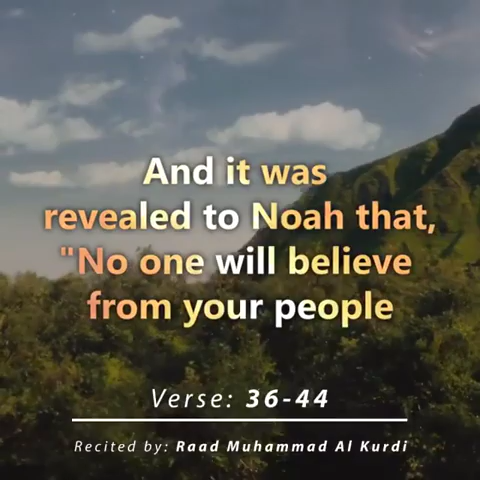 And it was
revealed to Noah that,
"No one will believe
from your people
Verse: 36-44
Recited by: Raad Muhammad Al Kurdi